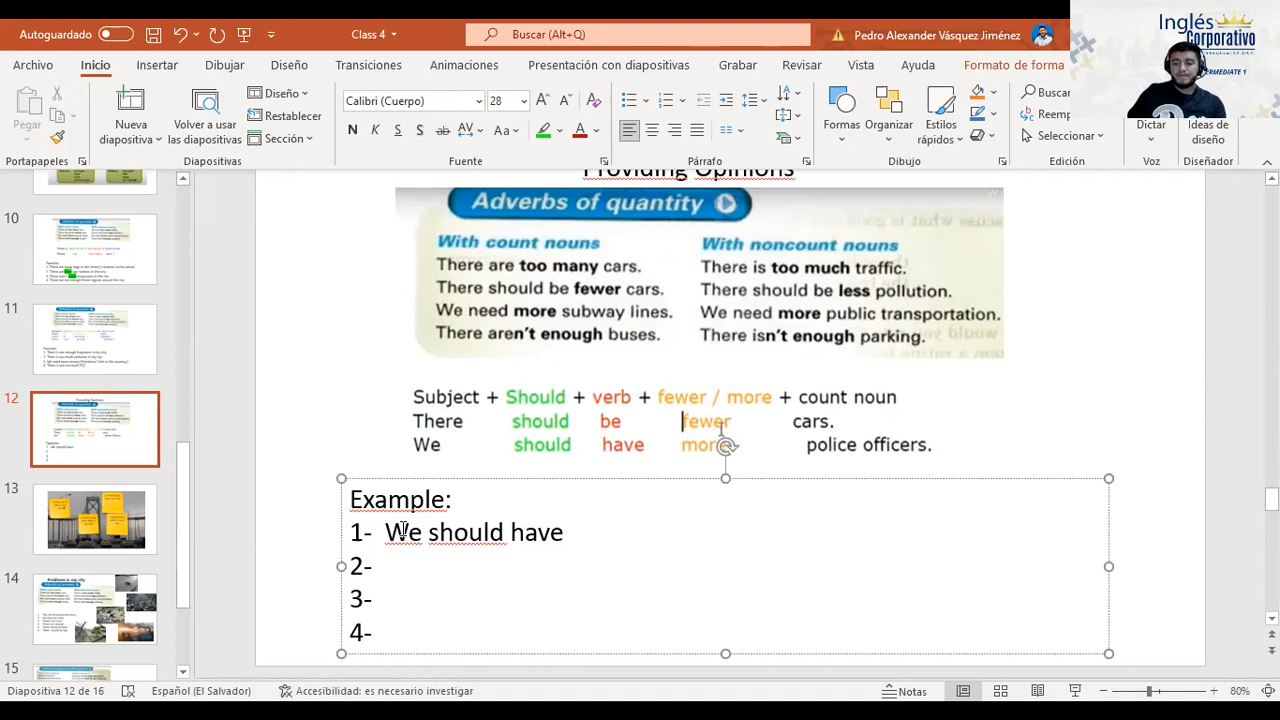 Autoguardado
Class 4
Buscar (Alt+Q)
Pedro Alexander Vásquez Jiménez
Inglés
Corporativo
INTERMEDIATE 1
Archivo Inicio Insertar Dibujar Diseño Transiciones Animaciones Presentación con diapositivas Grabar Revisar Vista Ayuda Formato de forma
Pegar
Nueva diapositiva
Volver a usar las diapositivas
Diseño
Restablecer
Sección
Calibri (Cuerpo) 28
N K S S ab AV Aa A
Formas
Organizar
Estilos rápidos
Buscar
Reemp
Seleccionar
Dictar
Ideas de diseño
Portapapeles Diapositivas Fuente Párrafo Dibujo Edición Voz Diseñador
10
11
12
13
14
15
Providing Opinions
Adverbs of quantity
With count nouns
There are too many cars.
There should be fewer cars.
We need more subway lines.
There aren't enough buses.
With noncount nouns
There is too much traffic.
There should be less pollution.
We need more public transportation.
There isn't enough parking.
Subject + Should + verb + fewer / more + count noun
There should be fewer cars.
We should have more police officers.
Example:
1- We should have
2-
3-
4-
Diapositiva 12 de 16
Español (El Salvador)
Accesibilidad: es necesario investigar
Notas
80%